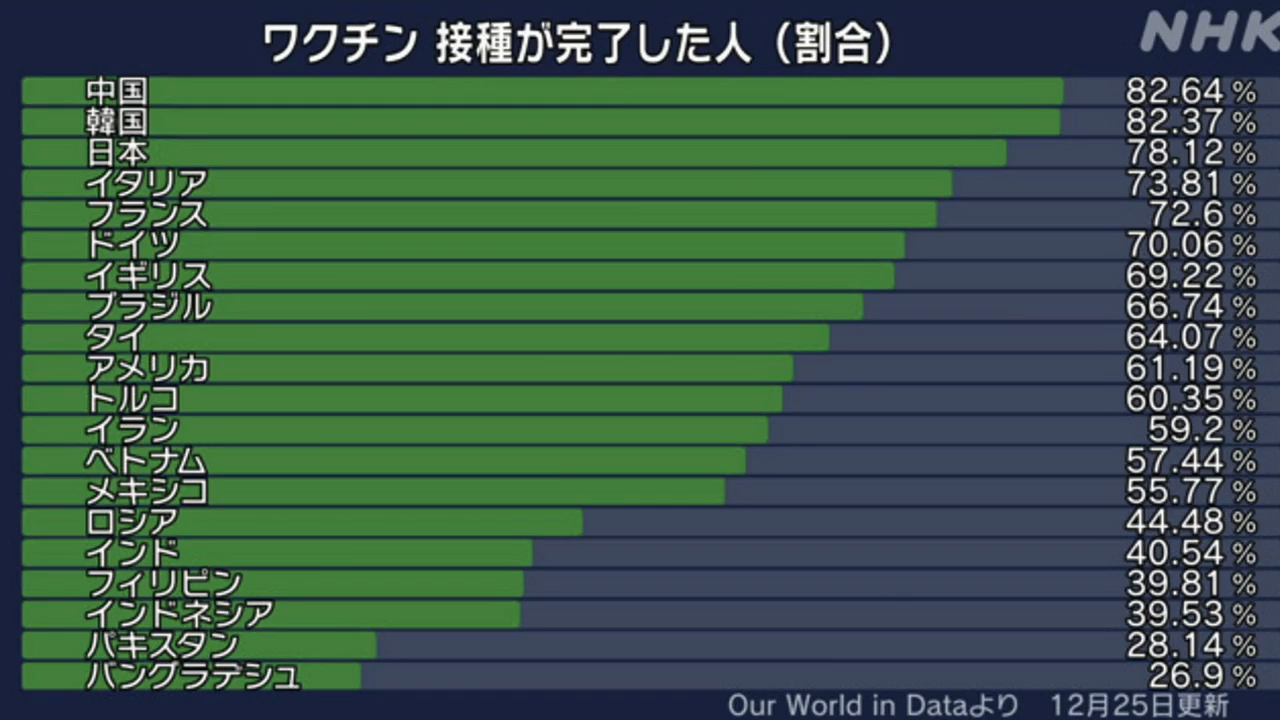 ワクチン 接種が完了した人（割合）
NHK
中国 82.64 %
韓国 82.37 %
日本 78.12 %
イタリア 73.81 %
フランス 72.6 %
ドイツ 70.06 %
イギリス 69.22 %
ブラジル 66.74 %
タイ 64.07 %
アメリカ 61.19 %
トルコ 60.35 %
イラン 59.2 %
ベトナム 57.44 %
メキシコ 55.77 %
ロシア 44.48 %
インド 40.54 %
フィリピン 39.81 %
インドネシア 39.53 %
パキスタン 28.14 %
バングラデシュ 26.9 %
Our World in Dataより 12月25日更新